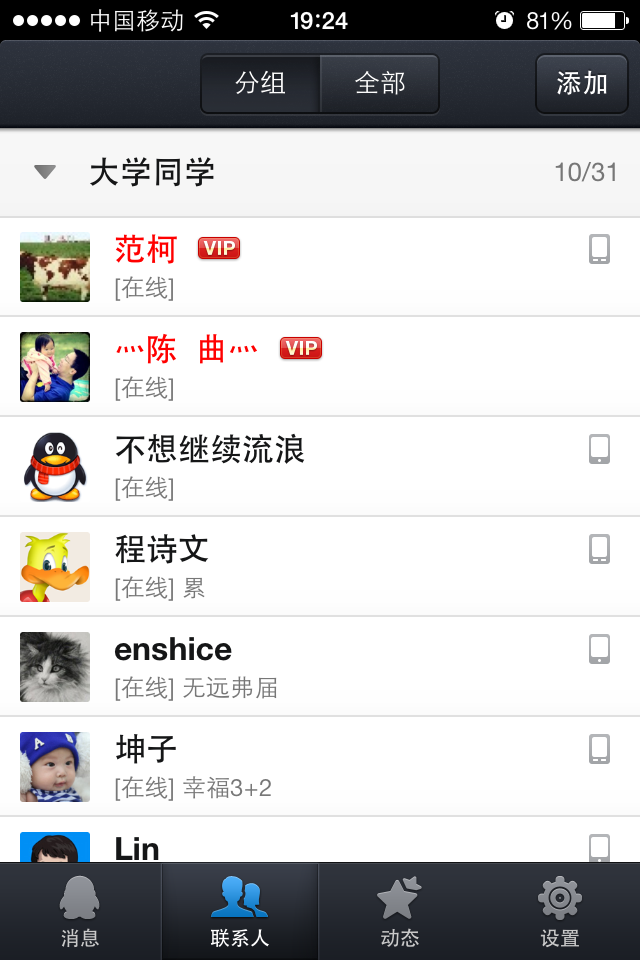 中国移动 19:24 81%
分组 全部 添加
大学同学 10/31
范柯 VIP
[在线]
灬陈 曲灬 VIP
[在线]
不想继续流浪
[在线]
程诗文
[在线] 累
enshice
[在线] 无远弗届
坤子
[在线] 幸福3+2
Lin
消息 联系人 动态 设置